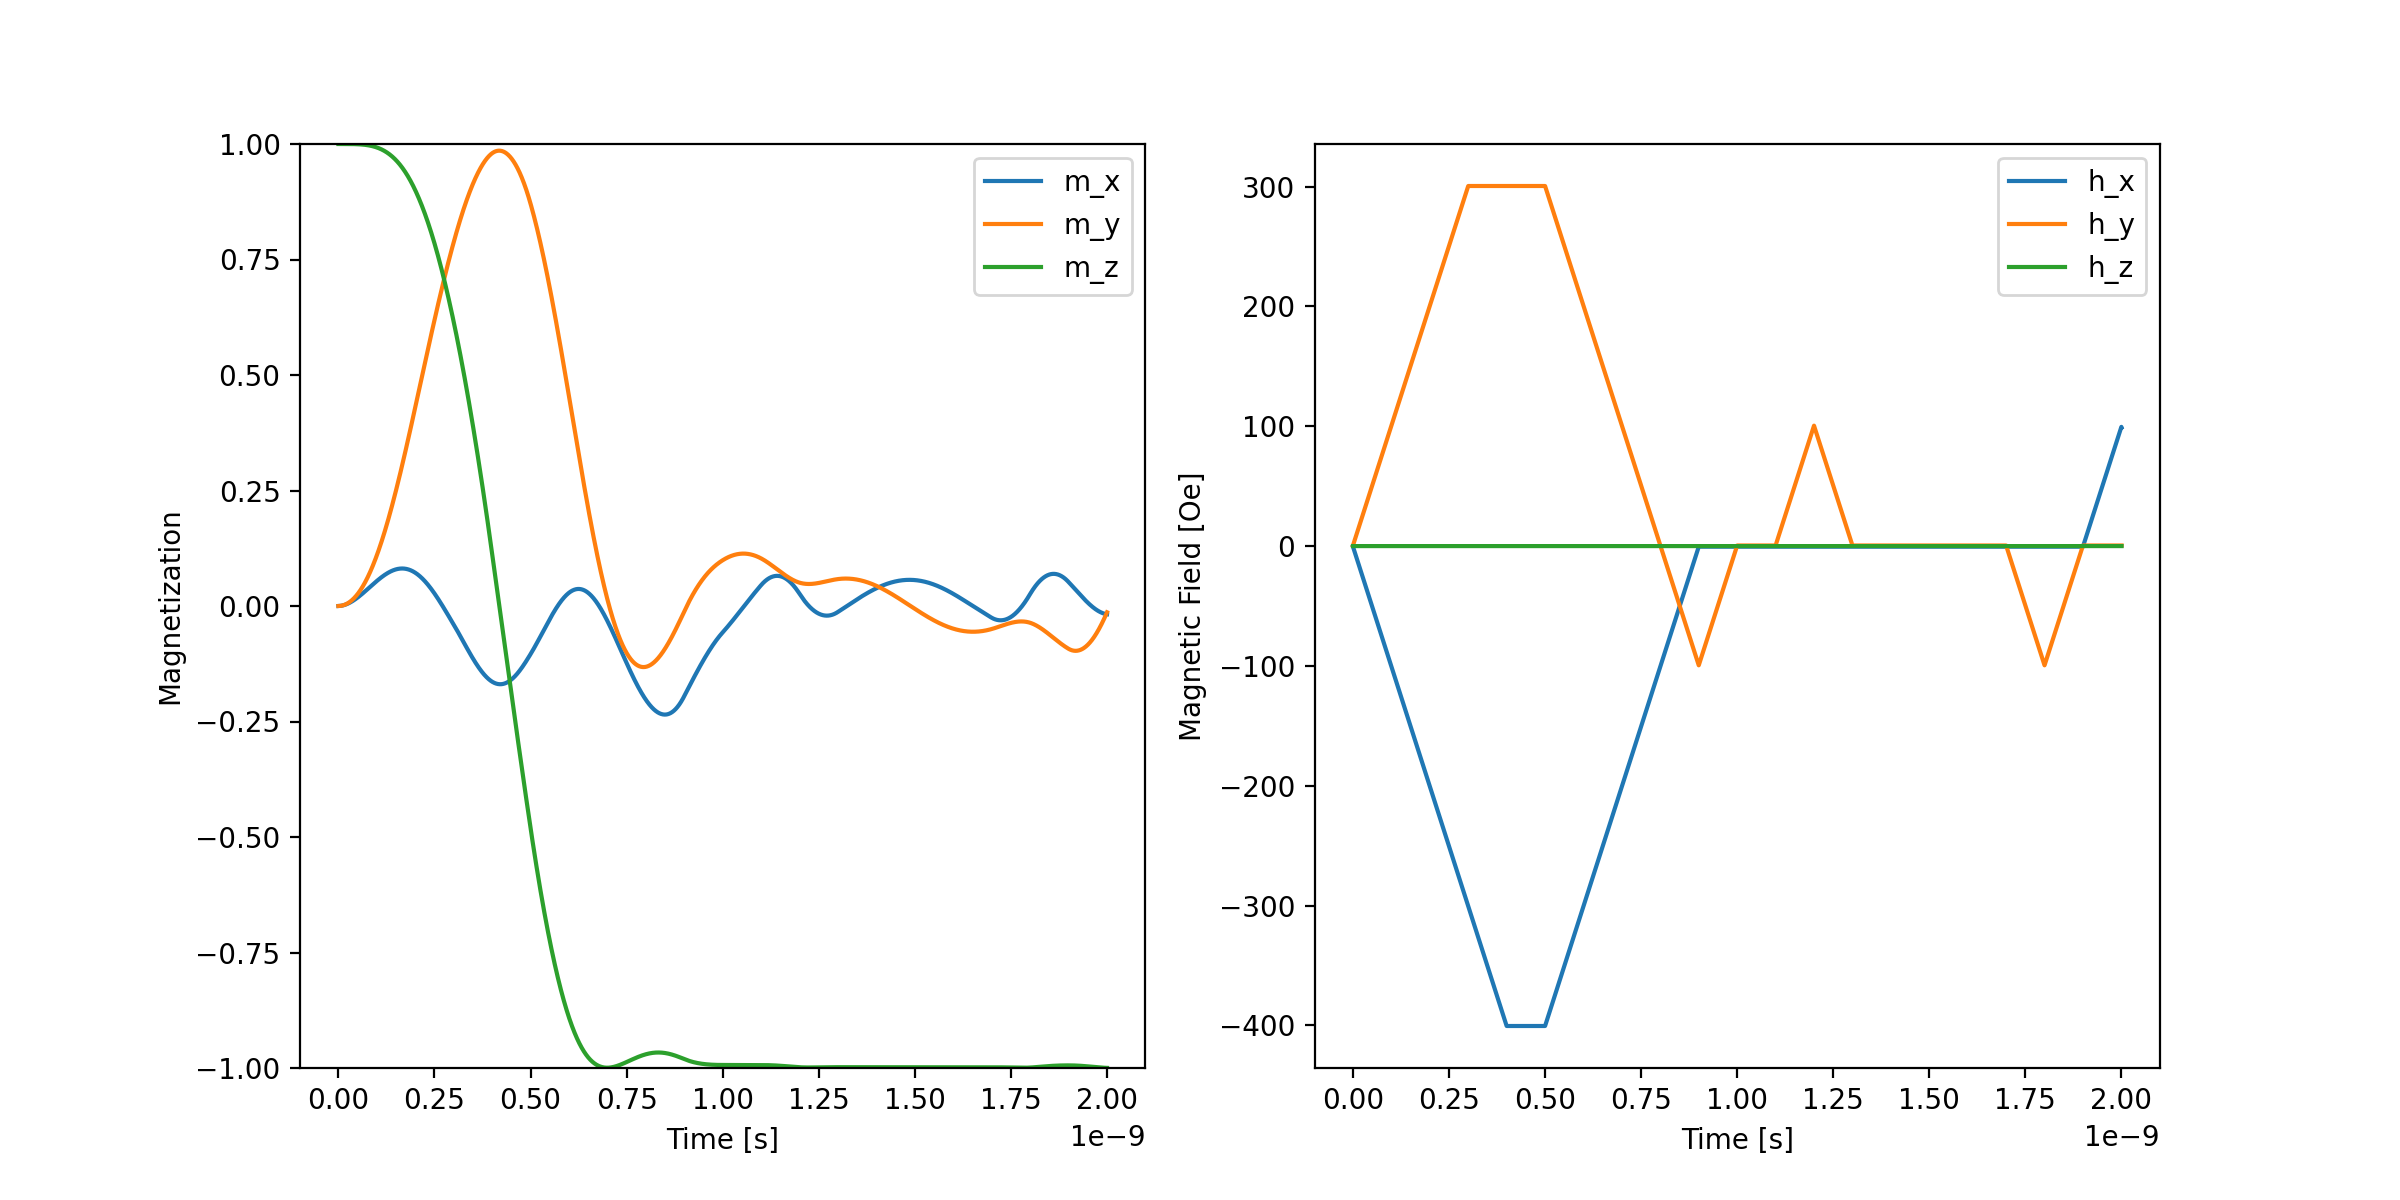 Magnetization
1.00
0.75
0.50
0.25
0.00
−0.25
−0.50
−0.75
−1.00
m_x
m_y
m_z
0.00 0.25 0.50 0.75 1.00 1.25 1.50 1.75 2.00
1e−9
Time [s]
Magnetic Field [Oe]
300
200
100
0
−100
−200
−300
−400
h_x
h_y
h_z
0.00 0.25 0.50 0.75 1.00 1.25 1.50 1.75 2.00
1e−9
Time [s]